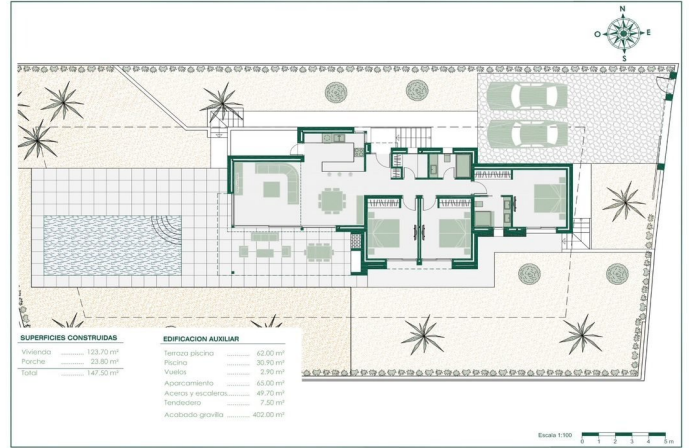 N
O E
S
SUPERFICIES CONSTRUIDAS
Vivienda ............ 123.70 m²
Porche ............ 23.80 m²
Total ............ 147.50 m²
EDIFICACION AUXILIAR
Terraza piscina ............ 62.00 m²
Piscina ............ 30.90 m²
Vuelos ............ 2.90 m²
Aparcamiento ............ 65.00 m²
Aceras y escaleras ............ 49.70 m²
Tendedero ............ 7.50 m²
Acabado gravilla ............ 402.00 m²
Escala 1:100
0 1 2 3 4 5 m